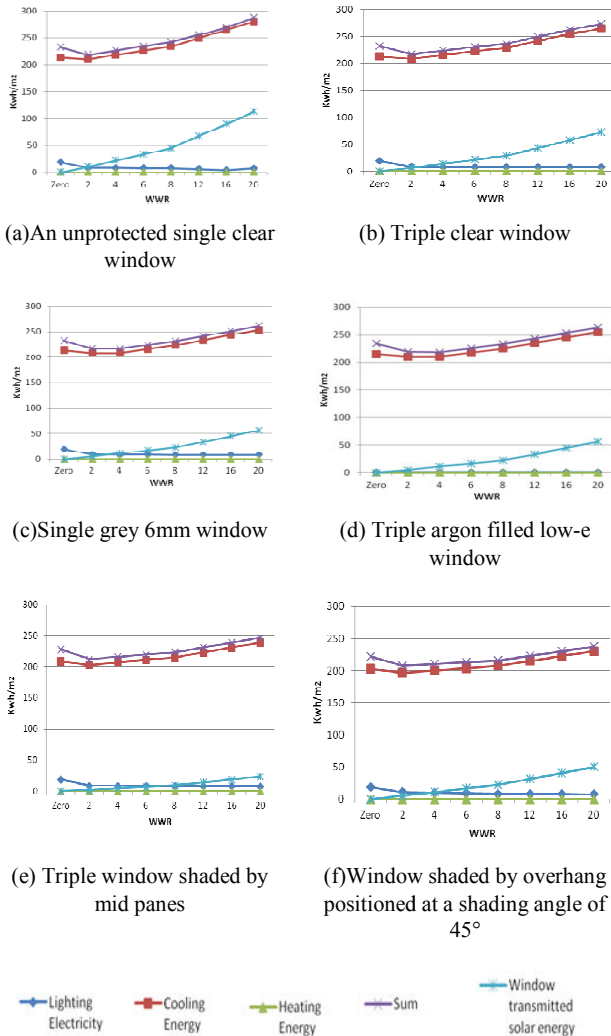 300
250
200
150
100
50
0
Kwh/m2
Zero 2 4 6 8 12 16 20
WWR
(a)An unprotected single clear
window
300
250
200
150
100
50
0
Kwh/m2
Zero 2 4 6 8 12 16 20
WWR
(b) Triple clear window
300
250
200
150
100
50
0
Kwh/m2
Zero 2 4 6 8 12 16 20
WWR
(c)Single grey 6mm window
300
250
200
150
100
50
0
Kwh/m2
Zero 2 4 6 8 12 16 20
WWR
(d) Triple argon filled low-e
window
300
250
200
150
100
50
0
Kwh/m2
Zero 2 4 6 8 12 16 20
WWR
(e) Triple window shaded by
mid panes
300
250
200
150
100
50
0
Kwh/m2
Zero 2 4 6 8 12 16 20
WWR
(f)Window shaded by overhang
positioned at a shading angle of
45°
Lighting
Electricity
Cooling
Energy
Heating
Energy
Sum
Window
transmitted
solar energy